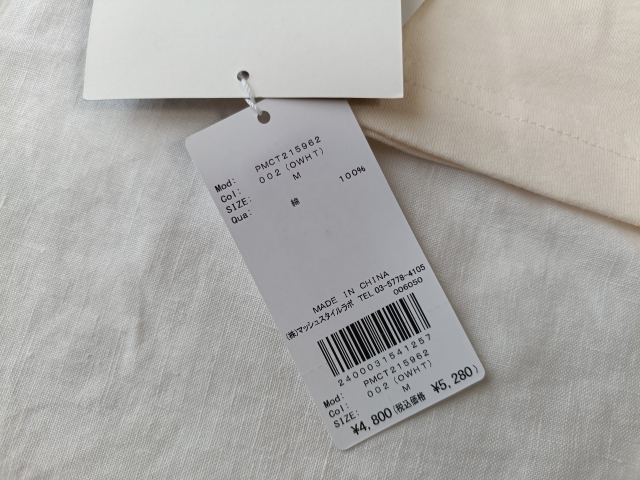 Mod: PMCT215962
Col: 002 (OWHT)
SIZE: M
Qua: 綿 100%
MADE IN CHINA
(株)マッシュスタイルラボ TEL 03-5778-4105
006050
2400031541257
Mod: PMCT215962
Col: 002 (OWHT)
SIZE: M
¥4,800(税込価格 ¥5,280)